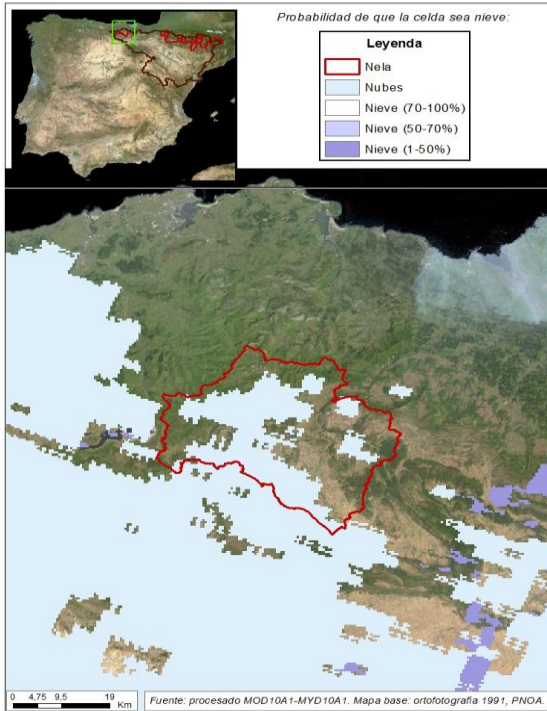 Probabilidad de que la celda sea nieve:
Leyenda
Nela
Nubes
Nieve (70-100%)
Nieve (50-70%)
Nieve (1-50%)
0 4,75 9,5 19
Km
Fuente: procesado MOD10A1-MYD10A1. Mapa base: ortofotografia 1991, PNOA.